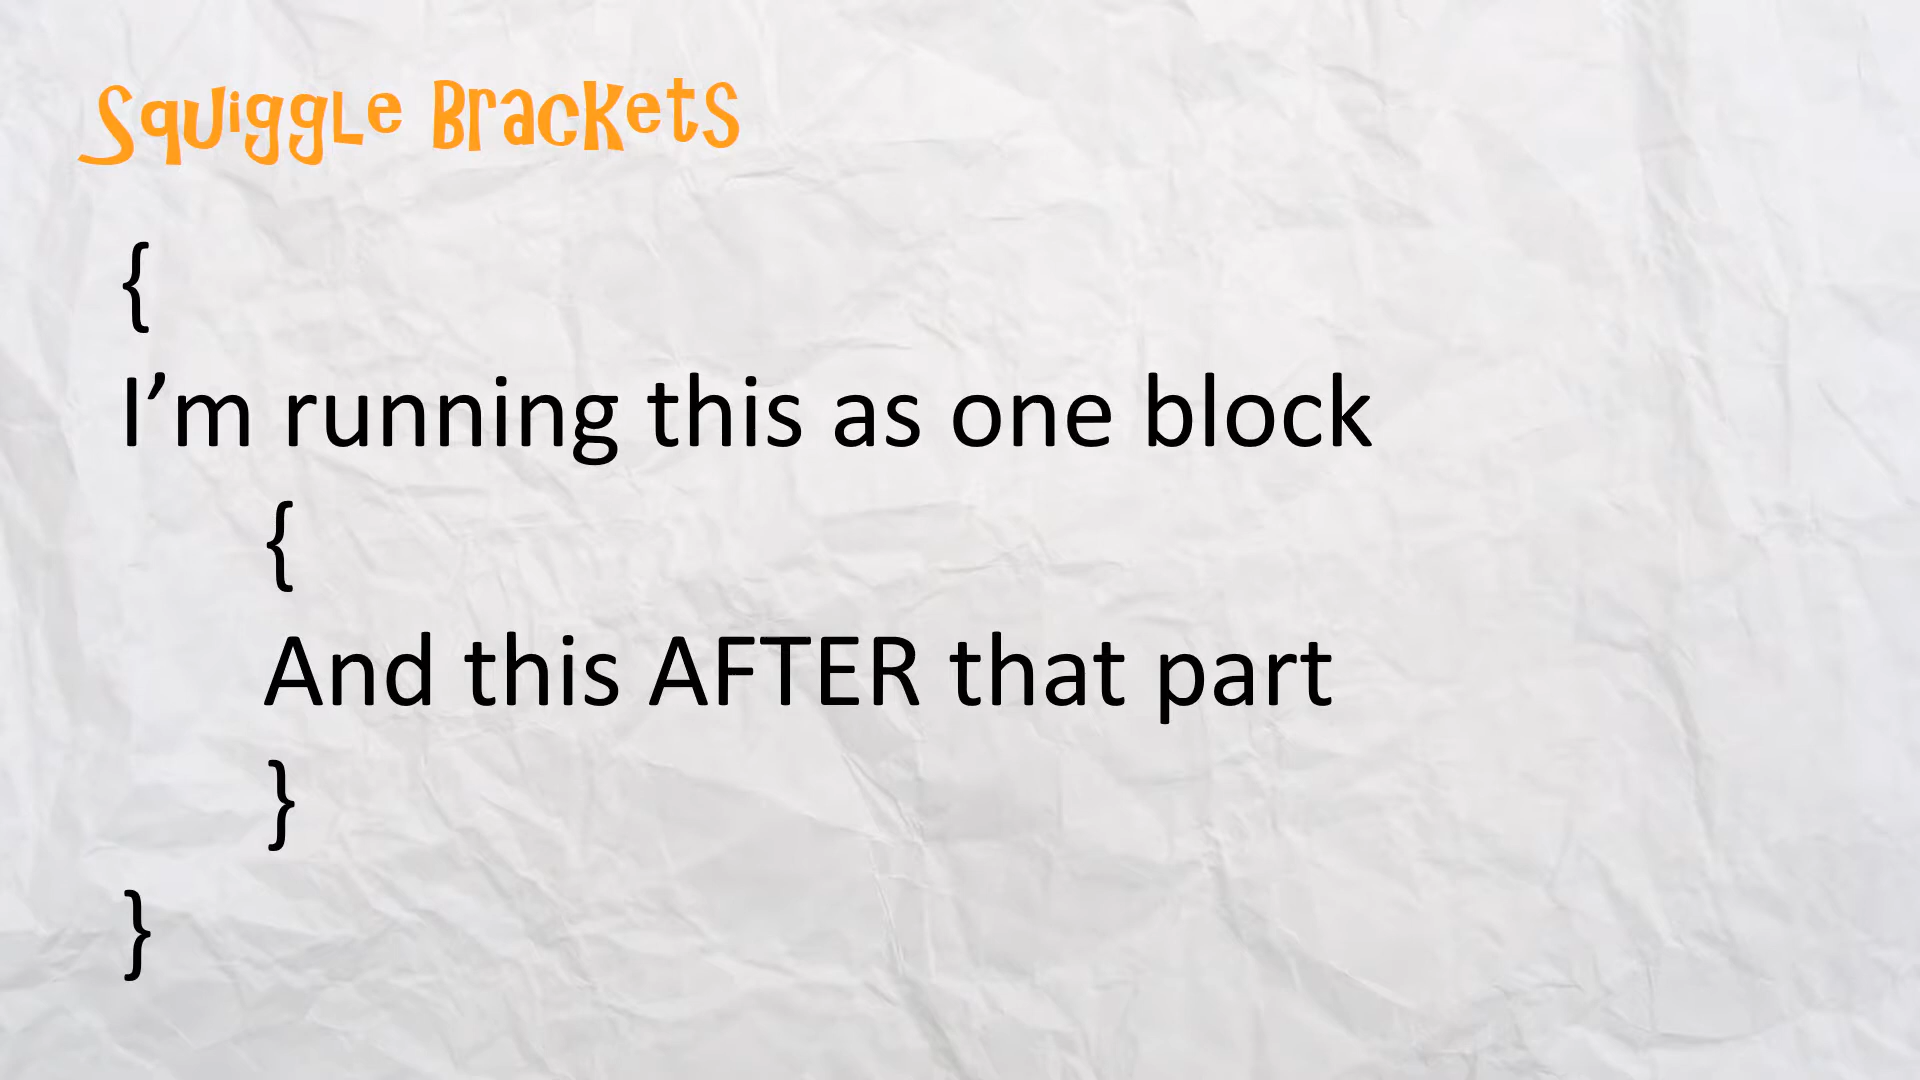 Squiggle Brackets
{
I’m running this as one block
{
And this AFTER that part
}
}